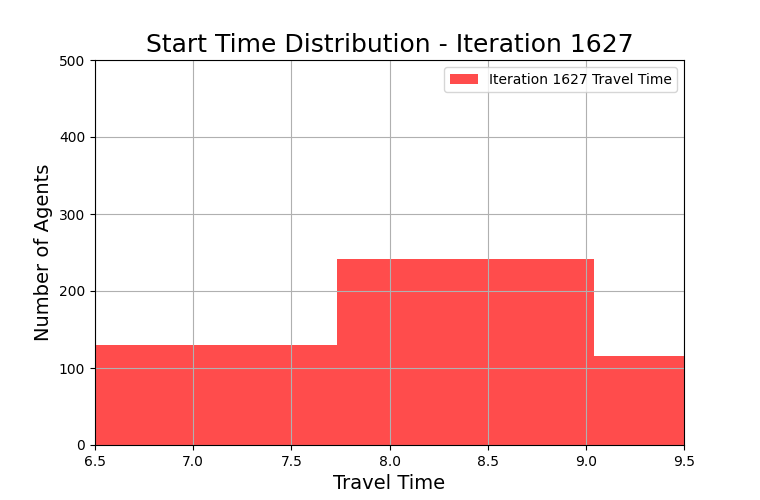 Start Time Distribution - Iteration 1627
Iteration 1627 Travel Time
Number of Agents
500
400
300
200
100
0
6.5 7.0 7.5 8.0 8.5 9.0 9.5
Travel Time